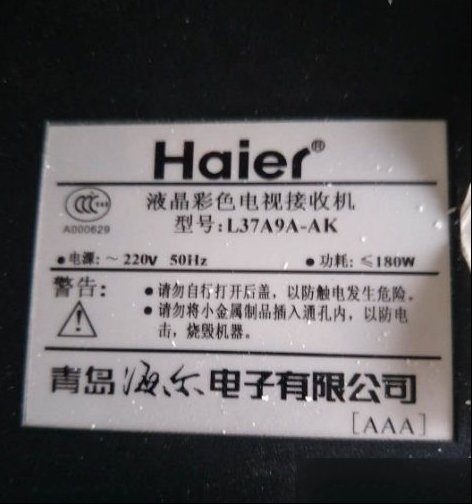 Haier®
液晶彩色电视接收机
型号:L37A9A-AK
CCC
A000629
●电源:～220V 50Hz
●功耗:≤180W
警告:
●请勿自行打开后盖，以防触电发生危险。
●请勿将小金属制品插入通孔内，以防电
击，烧毁机器。
青岛海尔电子有限公司
[AAA]